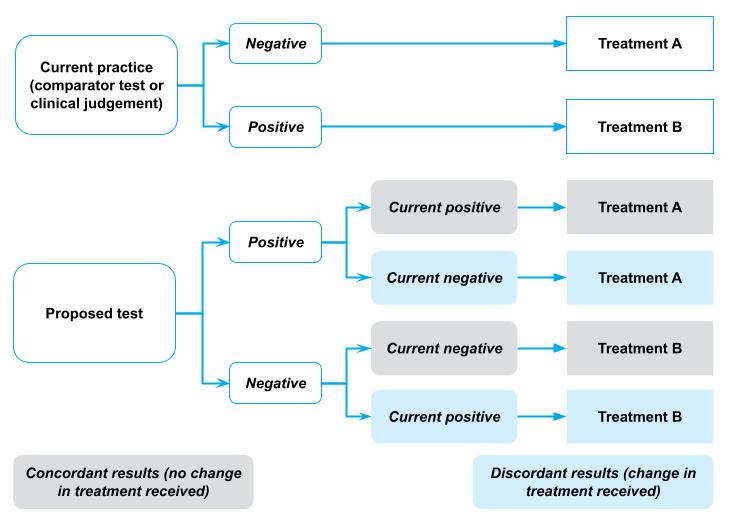 Current practice
(comparator test or
clinical judgement)
Negative
Treatment A
Positive
Treatment B
Proposed test
Positive
Current positive
Treatment A
Current negative
Treatment A
Negative
Current negative
Treatment B
Current positive
Treatment B
Concordant results (no change
in treatment received)
Discordant results (change in
treatment received)